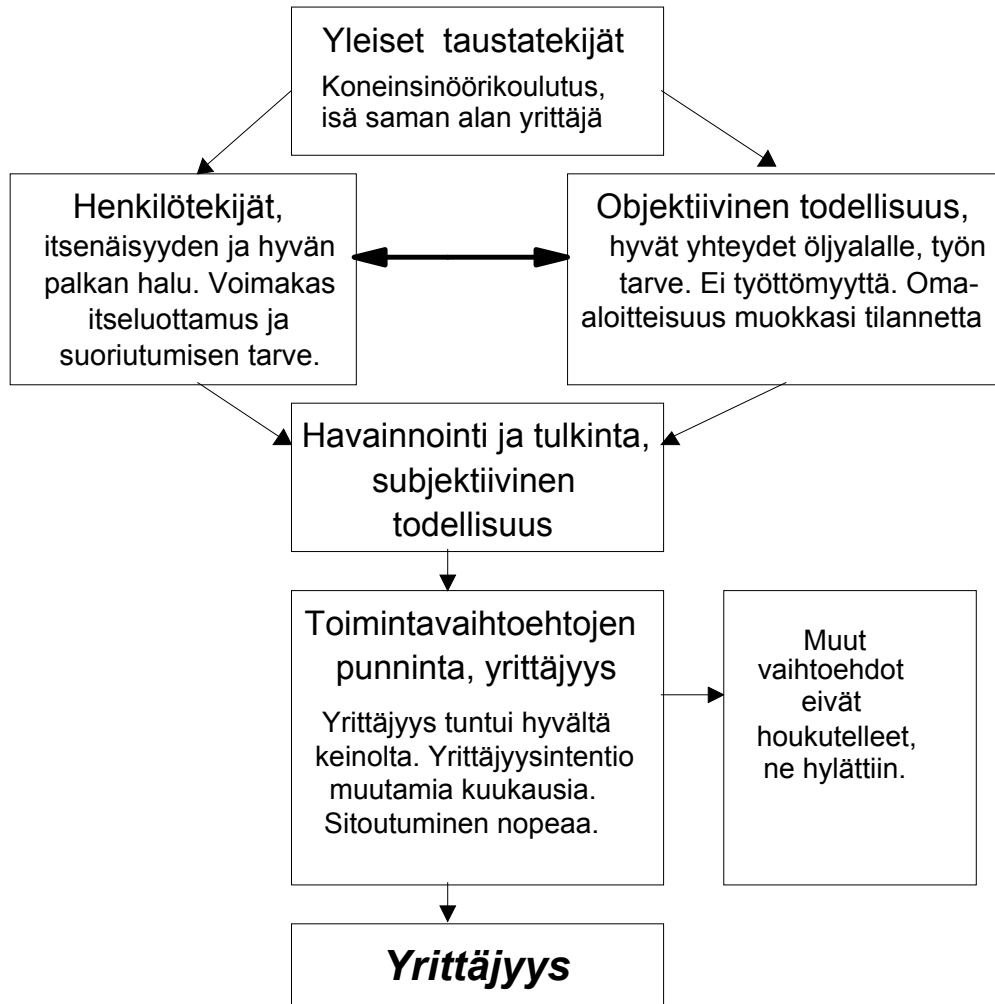 Yleiset taustatekijät
Koneinsinöörikoulutus,
isä saman alan yrittäjä
Henkilötekijät,
itsenäisyyden ja hyvän
palkan halu. Voimakas
itseluottamus ja
suoriutumisen tarve.
Objektiivinen todellisuus,
hyvät yhteydet öljyalalle, työn
tarve. Ei työttömyyttä. Oma-
aloitteisuus muokkasi tilannetta
Havainnointi ja tulkinta,
subjektiivinen
todellisuus
Toimintavaihtoehtojen
punninta, yrittäjyys
Yrittäjyys tuntui hyvältä
keinolta. Yrittäjyysintentio
muutamia kuukausia.
Sitoutuminen nopeaa.
Muut
vaihtoehdot
eivät
houkutelleet,
ne hylättiin.
Yrittäjyys